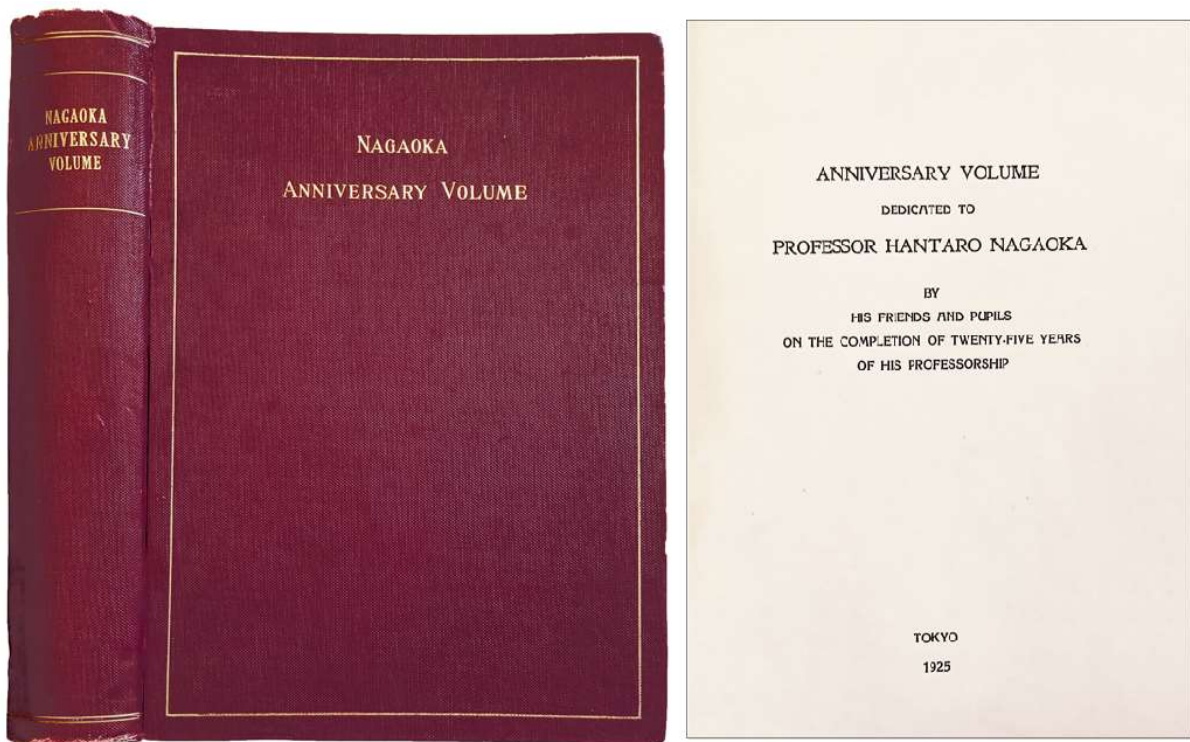 NAGAOKA
ANNIVERSARY
VOLUME
NAGAOKA
ANNIVERSARY VOLUME
ANNIVERSARY VOLUME
DEDICATED TO
PROFESSOR HANTARO NAGAOKA
BY
HIS FRIENDS AND PUPILS
ON THE COMPLETION OF TWENTY-FIVE YEARS
OF HIS PROFESSORSHIP
TOKYO
1925